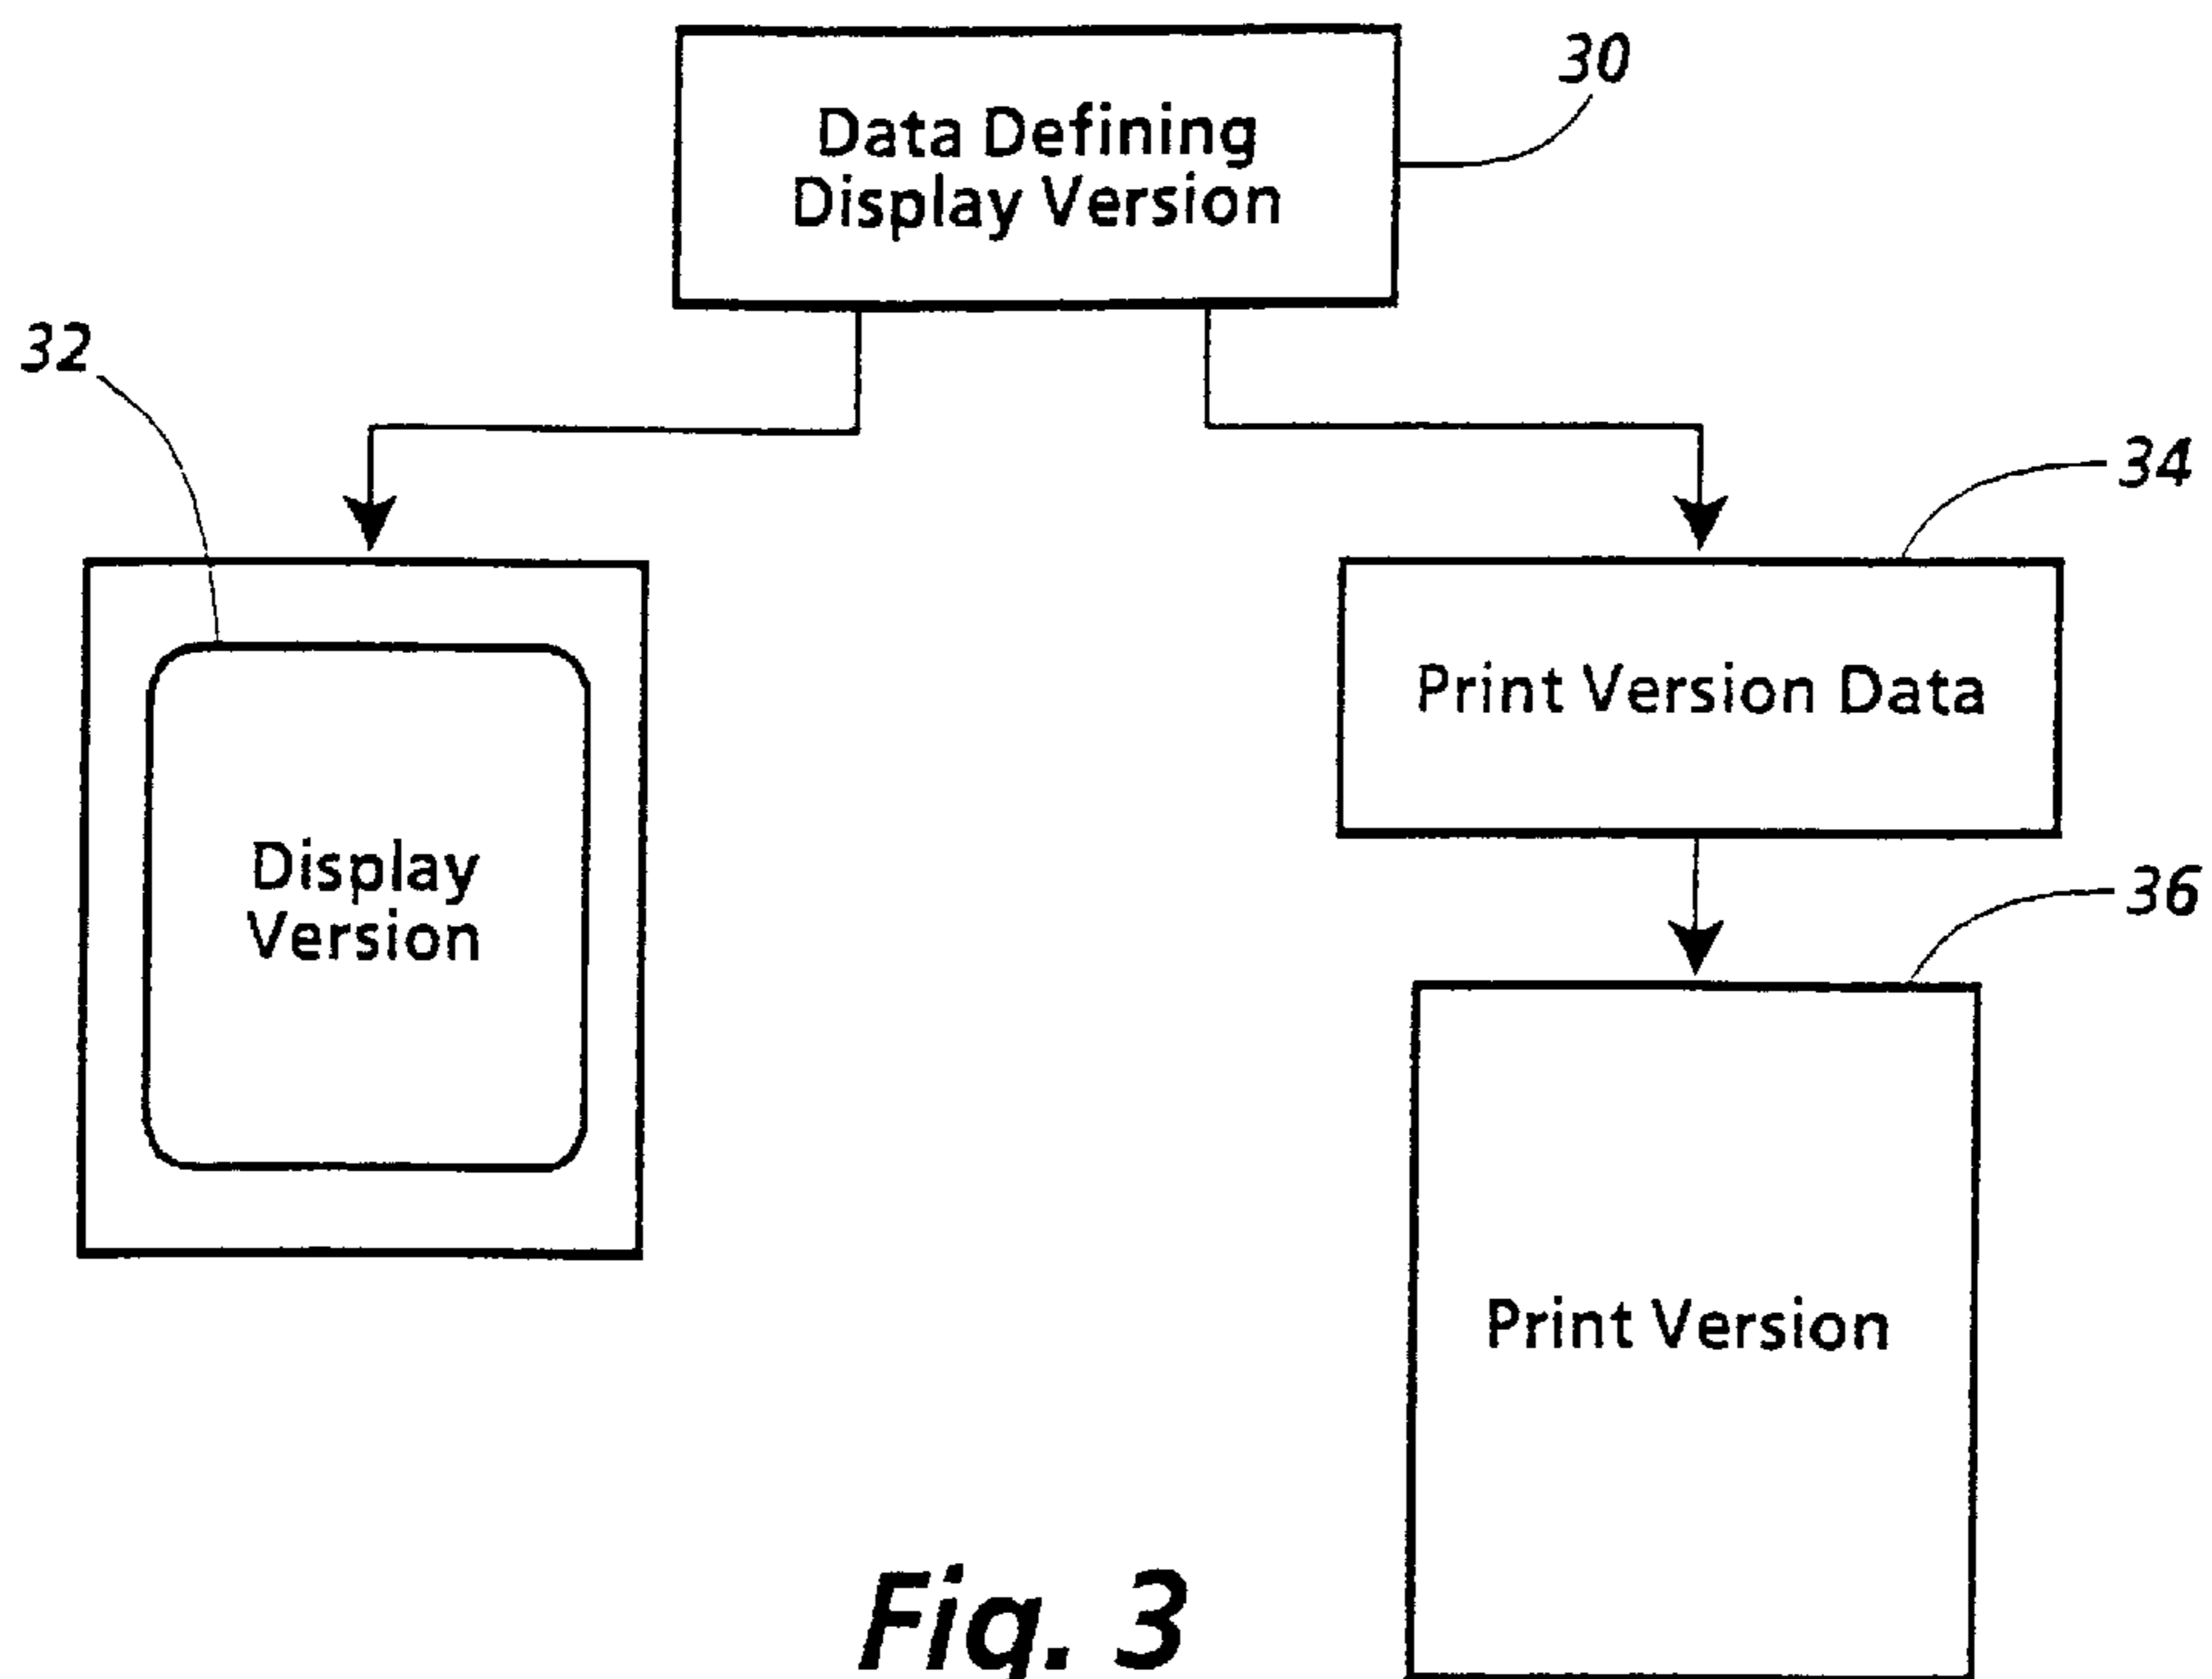 30
Data Defining
Display Version
32
34
Print Version Data
Display
Version
36
Print Version
Fig. 3